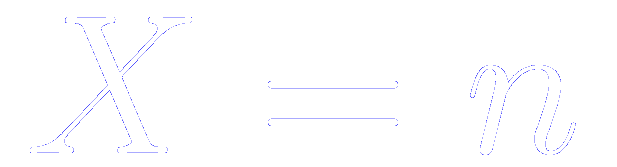 X = n